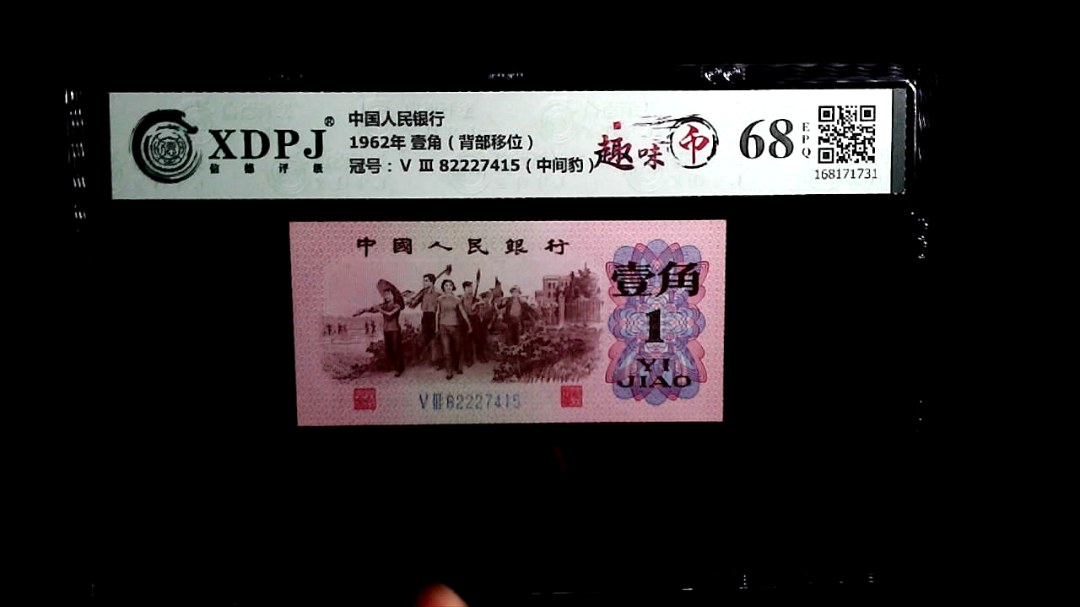 XDPJ®
信德评级
中国人民银行
1962年 壹角（背部移位）
冠号：V Ⅲ 82227415（中间豹）
趣味币
68
EPQ
168171731
中國人民銀行
壹角
1
YI
JIAO
V Ⅲ 82227415